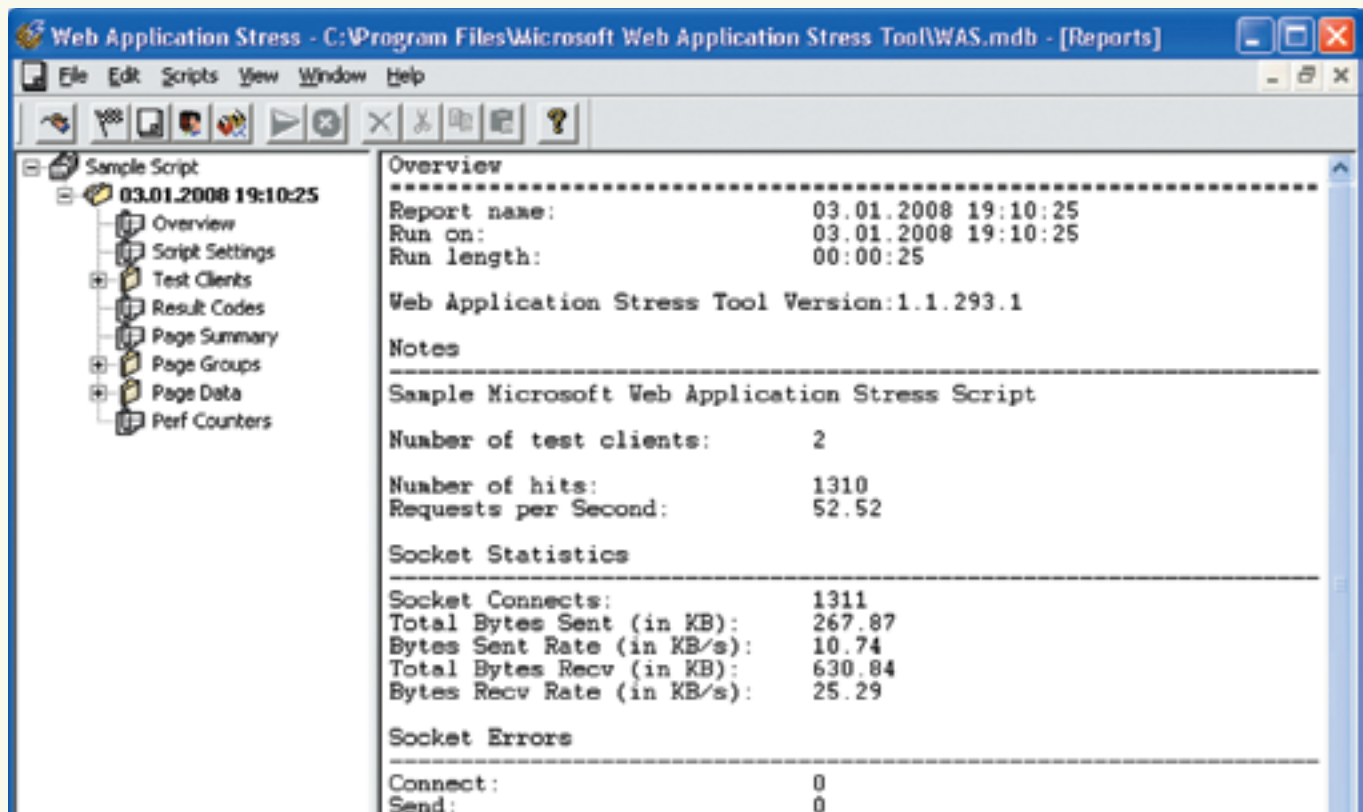 Web Application Stress - C:\Program Files\Microsoft Web Application Stress Tool\WAS.mdb - [Reports]
File Edit Scripts View Window Help
Sample Script
03.01.2008 19:10:25
Overview
Script Settings
Test Clients
Result Codes
Page Summary
Page Groups
Page Data
Perf Counters
Overview
Report name: 03.01.2008 19:10:25
Run on: 03.01.2008 19:10:25
Run length: 00:00:25
Web Application Stress Tool Version:1.1.293.1
Notes
Sample Microsoft Web Application Stress Script
Number of test clients: 2
Number of hits: 1310
Requests per Second: 52.52
Socket Statistics
Socket Connects: 1311
Total Bytes Sent (in KB): 267.87
Bytes Sent Rate (in KB/s): 10.74
Total Bytes Recv (in KB): 630.84
Bytes Recv Rate (in KB/s): 25.29
Socket Errors
Connect: 0
Send: 0